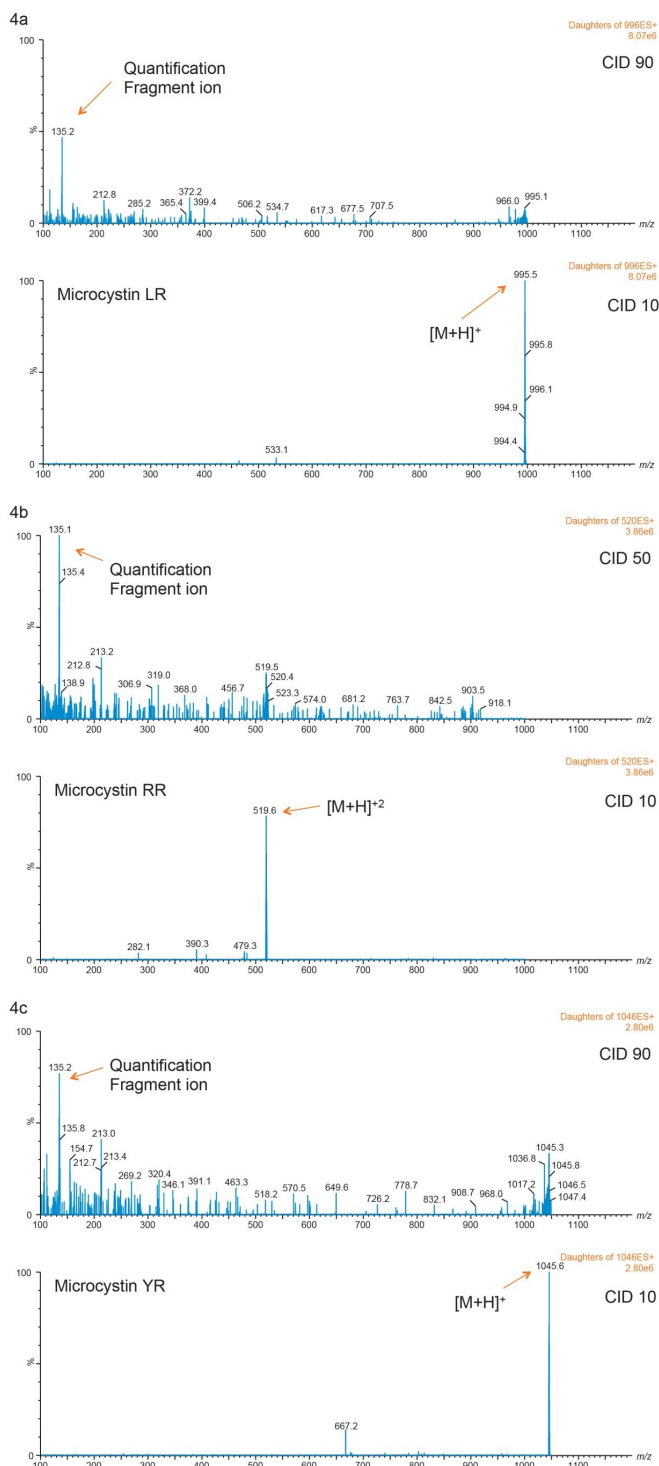 4a
Daughters of 996ES+
8.07e6
CID 90
100
%
0
Quantification
Fragment ion
135.2
212.8
285.2
365.4
372.2
399.4
506.2
534.7
617.3
677.5
707.5
966.0
995.1
100 200 300 400 500 600 700 800 900 1000 1100 m/z
Daughters of 996ES+
8.07e6
CID 10
100
%
0
Microcystin LR
[M+H]+
995.5
995.8
996.1
994.9
994.4
533.1
100 200 300 400 500 600 700 800 900 1000 1100 m/z
4b
Daughters of 520ES+
3.86e6
CID 50
100
%
0
Quantification
Fragment ion
135.1
135.4
138.9
212.8
213.2
306.9
319.0
368.0
456.7
519.5
520.4
523.3
574.0
681.2
763.7
842.5
903.5
918.1
100 200 300 400 500 600 700 800 900 1000 1100 m/z
Daughters of 520ES+
3.86e6
CID 10
100
%
0
Microcystin RR
[M+H]+2
519.6
282.1
390.3
479.3
100 200 300 400 500 600 700 800 900 1000 1100 m/z
4c
Daughters of 1046ES+
2.80e6
CID 90
100
%
0
Quantification
Fragment ion
135.2
135.8
154.7
212.7
213.0
213.4
269.2
320.4
346.1
391.1
463.3
518.2
570.5
649.6
726.2
778.7
832.1
908.7
968.0
1017.2
1036.8
1045.3
1045.8
1046.5
1047.4
100 200 300 400 500 600 700 800 900 1000 1100 m/z
Daughters of 1046ES+
2.80e6
CID 10
100
%
0
Microcystin YR
[M+H]+
1045.6
667.2
100 200 300 400 500 600 700 800 900 1000 1100 m/z